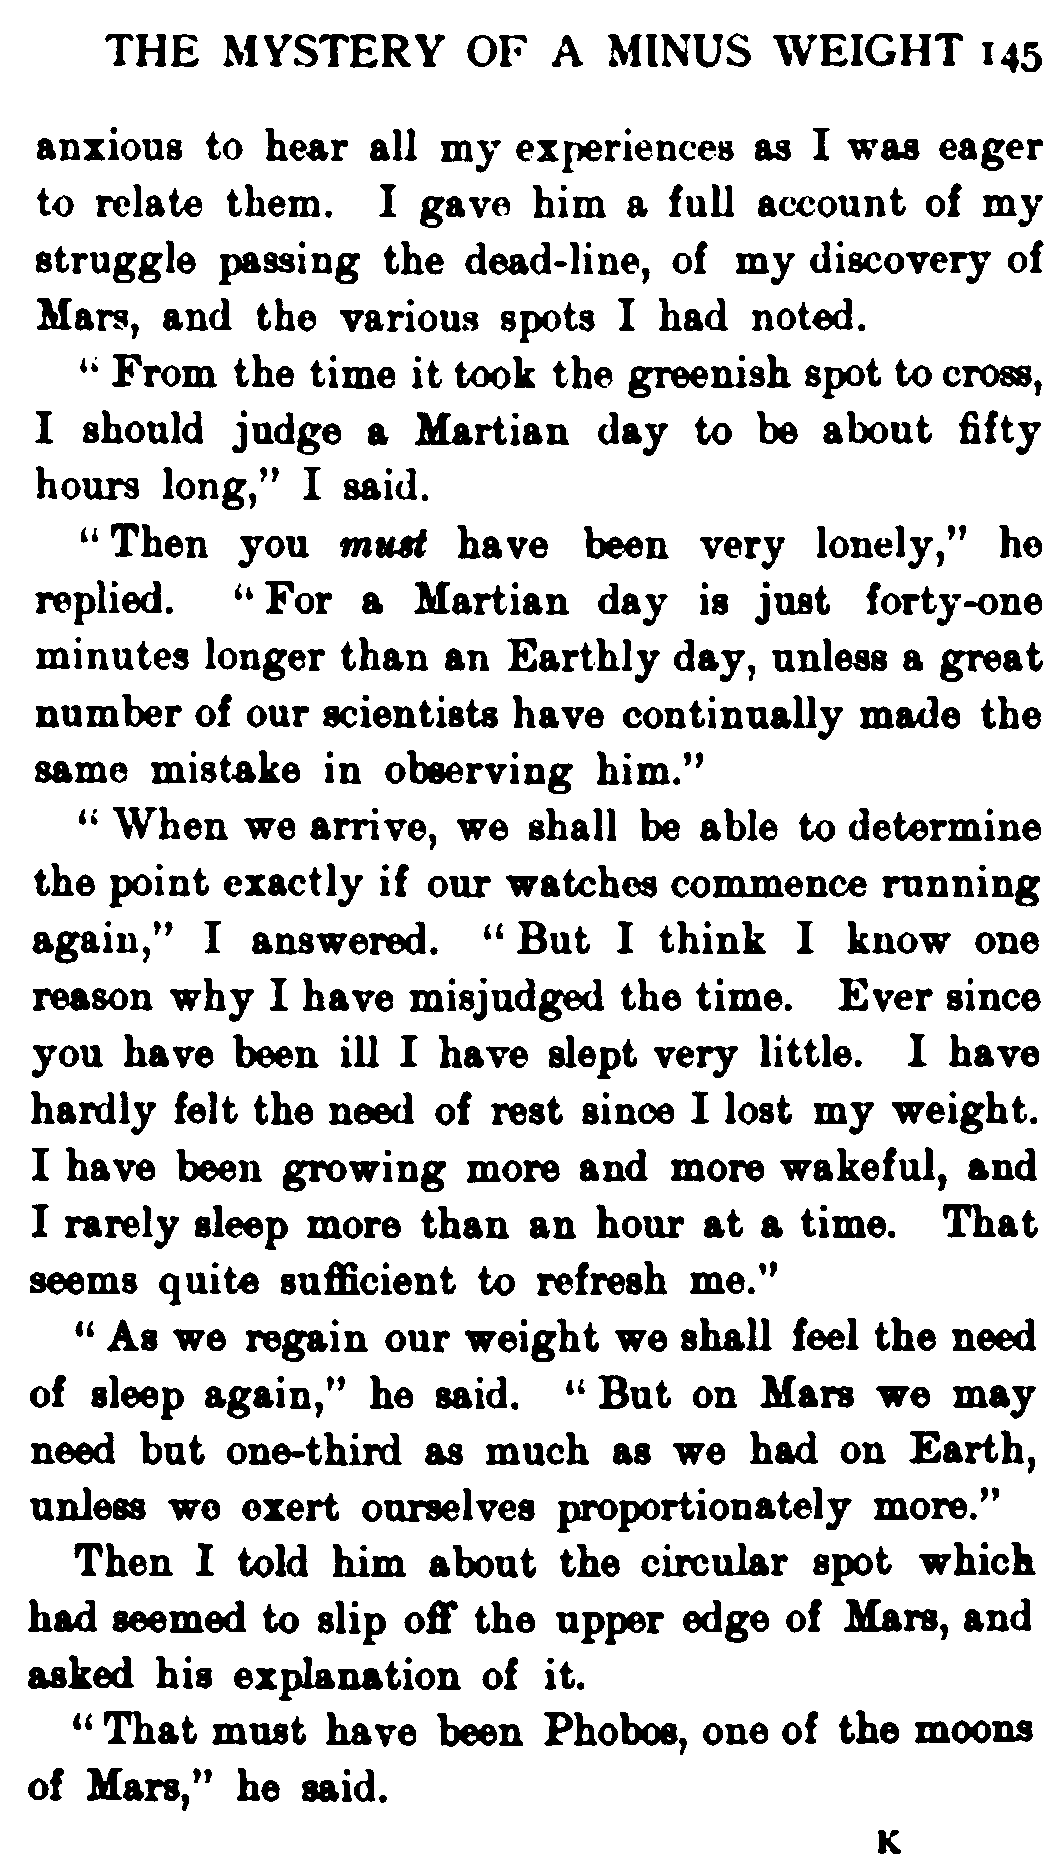 THE MYSTERY OF A MINUS WEIGHT 145
anxious to hear all my experiences as I was eager
to relate them. I gave him a full account of my
struggle passing the dead-line, of my discovery of
Mars, and the various spots I had noted.
“ From the time it took the greenish spot to cross,
I should judge a Martian day to be about fifty
hours long,” I said.
“ Then you must have been very lonely,” he
replied. “ For a Martian day is just forty-one
minutes longer than an Earthly day, unless a great
number of our scientists have continually made the
same mistake in observing him.”
“ When we arrive, we shall be able to determine
the point exactly if our watches commence running
again,” I answered. “ But I think I know one
reason why I have misjudged the time. Ever since
you have been ill I have slept very little. I have
hardly felt the need of rest since I lost my weight.
I have been growing more and more wakeful, and
I rarely sleep more than an hour at a time. That
seems quite sufficient to refresh me.”
“ As we regain our weight we shall feel the need
of sleep again,” he said. “ But on Mars we may
need but one-third as much as we had on Earth,
unless we exert ourselves proportionately more.”
Then I told him about the circular spot which
had seemed to slip off the upper edge of Mars, and
asked his explanation of it.
“ That must have been Phobos, one of the moons
of Mars,” he said.
K